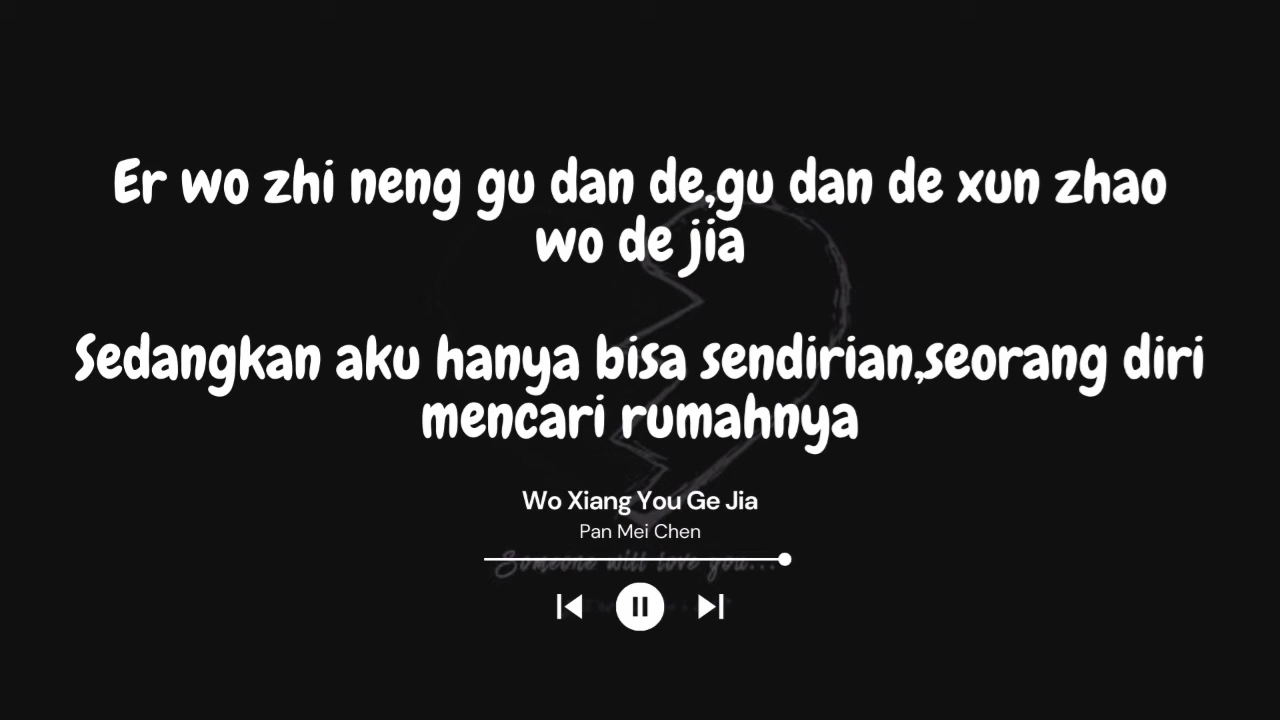 Er wo zhi neng gu dan de,gu dan de xun zhao
wo de jia
Sedangkan aku hanya bisa sendirian,seorang diri
mencari rumahnya
Wo Xiang You Ge Jia
Pan Mei Chen
Someone will love you...